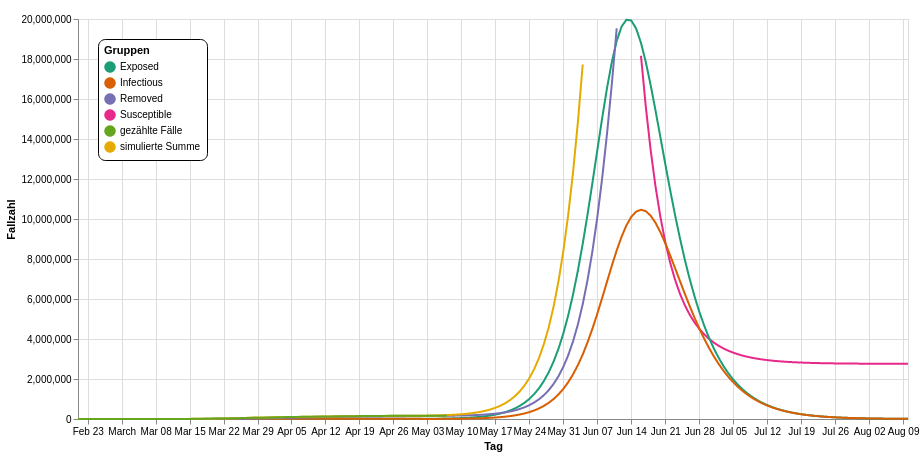 20,000,000
18,000,000
16,000,000
14,000,000
12,000,000
10,000,000
8,000,000
6,000,000
4,000,000
2,000,000
0
Fallzahl
Gruppen
Exposed
Infectious
Removed
Susceptible
gezählte Fälle
simulierte Summe
Feb 23 March Mar 08 Mar 15 Mar 22 Mar 29 Apr 05 Apr 12 Apr 19 Apr 26 May 03 May 10 May 17 May 24 May 31 Jun 07 Jun 14 Jun 21 Jun 28 Jul 05 Jul 12 Jul 19 Jul 26 Aug 02 Aug 09
Tag